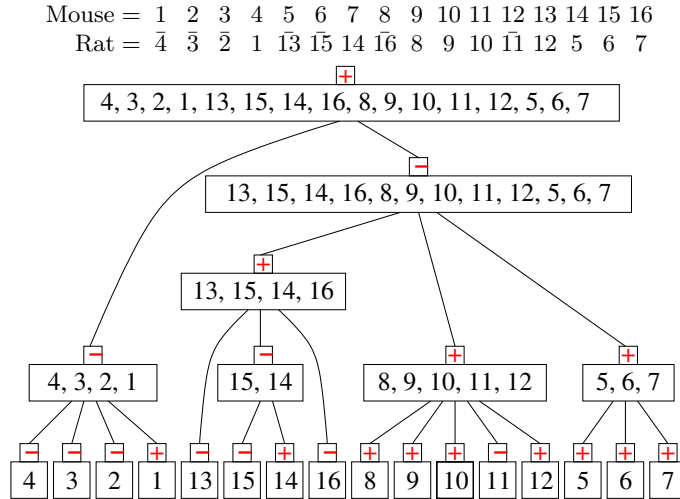 Mouse = 1 2 3 4 5 6 7 8 9 10 11 12 13 14 15 16
Rat = 4̄ 3̄ 2̄ 1 1̄3̄ 1̄5̄ 14 1̄6̄ 8 9 10 1̄1̄ 12 5 6 7
+
4, 3, 2, 1, 13, 15, 14, 16, 8, 9, 10, 11, 12, 5, 6, 7
−
13, 15, 14, 16, 8, 9, 10, 11, 12, 5, 6, 7
+
13, 15, 14, 16
− − + +
4, 3, 2, 1 15, 14 8, 9, 10, 11, 12 5, 6, 7
− − − + − − + − + + + − + + + +
4 3 2 1 13 15 14 16 8 9 10 11 12 5 6 7